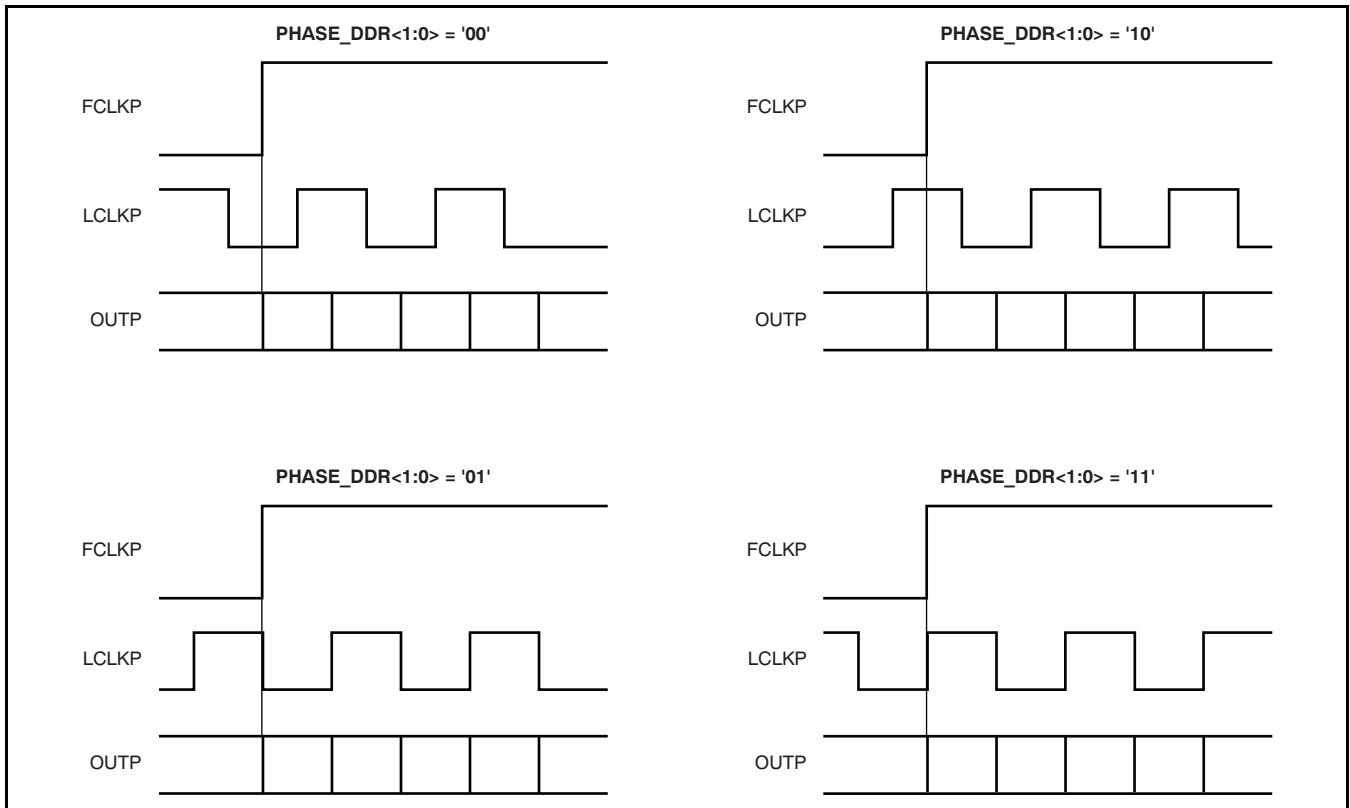 PHASE_DDR<1:0> = '00'
FCLKP
LCLKP
OUTP
PHASE_DDR<1:0> = '10'
FCLKP
LCLKP
OUTP
PHASE_DDR<1:0> = '01'
FCLKP
LCLKP
OUTP
PHASE_DDR<1:0> = '11'
FCLKP
LCLKP
OUTP